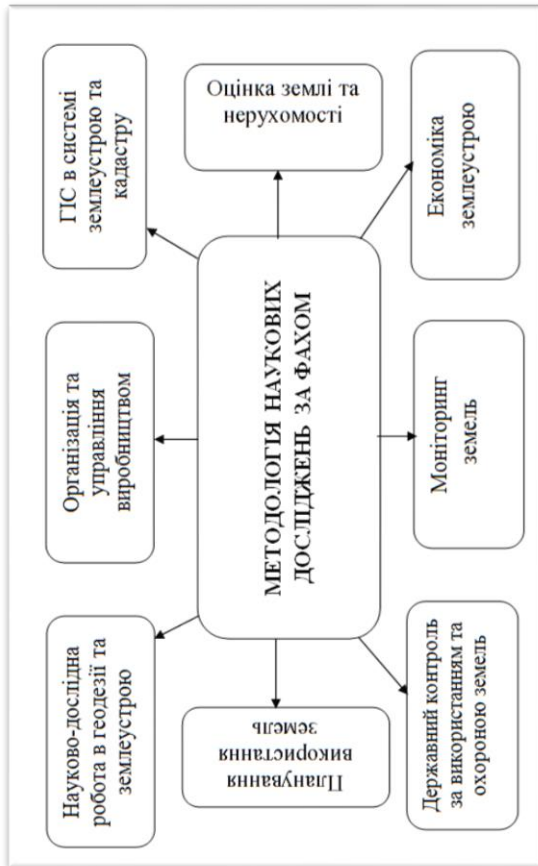 Науково-дослідна
робота в геодезії та
землеустрою
Організація та
управління
виробництвом
ГІС в системі
землеустрою та
кадастру
Планування
використання
земель
МЕТОДОЛОГІЯ НАУКОВИХ
ДОСЛІДЖЕНЬ ЗА ФАХОМ
Оцінка землі та
нерухомості
Державний контроль
за використанням та
охороною земель
Моніторинг
земель
Економіка
землеустрою